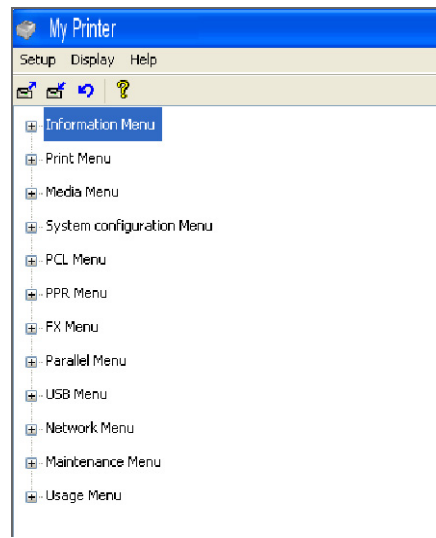 My Printer
Setup Display Help
Information Menu
Print Menu
Media Menu
System configuration Menu
PCL Menu
PPR Menu
FX Menu
Parallel Menu
USB Menu
Network Menu
Maintenance Menu
Usage Menu